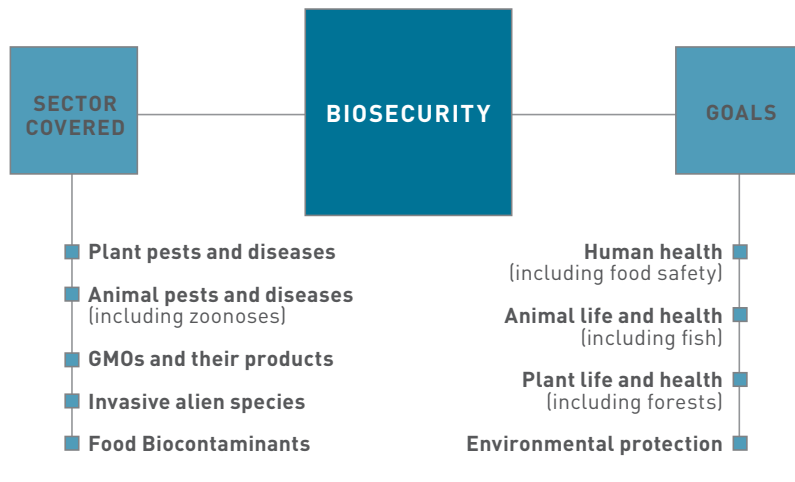 SECTOR
COVERED
BIOSECURITY
GOALS
Plant pests and diseases
Animal pests and diseases
(including zoonoses)
GMOs and their products
Invasive alien species
Food Biocontaminants
Human health
(including food safety)
Animal life and health
(including fish)
Plant life and health
(including forests)
Environmental protection